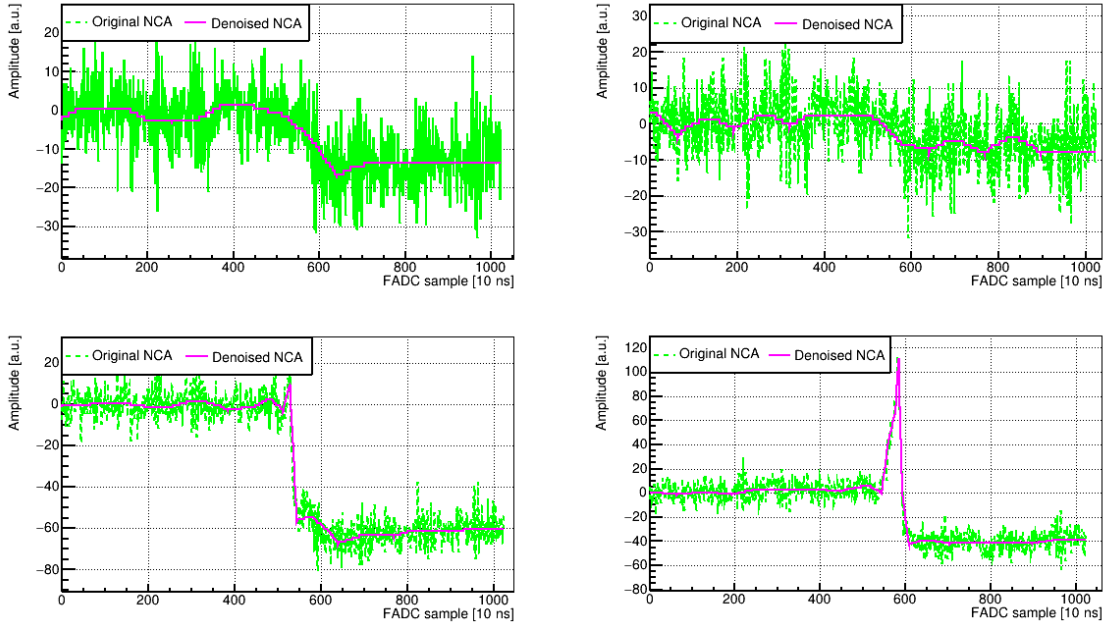 Original NCA Denoised NCA
Amplitude [a.u.]
20
10
0
−10
−20
−30
0 200 400 600 800 1000
FADC sample [10 ns]
Original NCA Denoised NCA
Amplitude [a.u.]
30
20
10
0
−10
−20
−30
0 200 400 600 800 1000
FADC sample [10 ns]
Original NCA Denoised NCA
Amplitude [a.u.]
20
0
−20
−40
−60
−80
0 200 400 600 800 1000
FADC sample [10 ns]
Original NCA Denoised NCA
Amplitude [a.u.]
120
100
80
60
40
20
0
−20
−40
−60
−80
0 200 400 600 800 1000
FADC sample [10 ns]